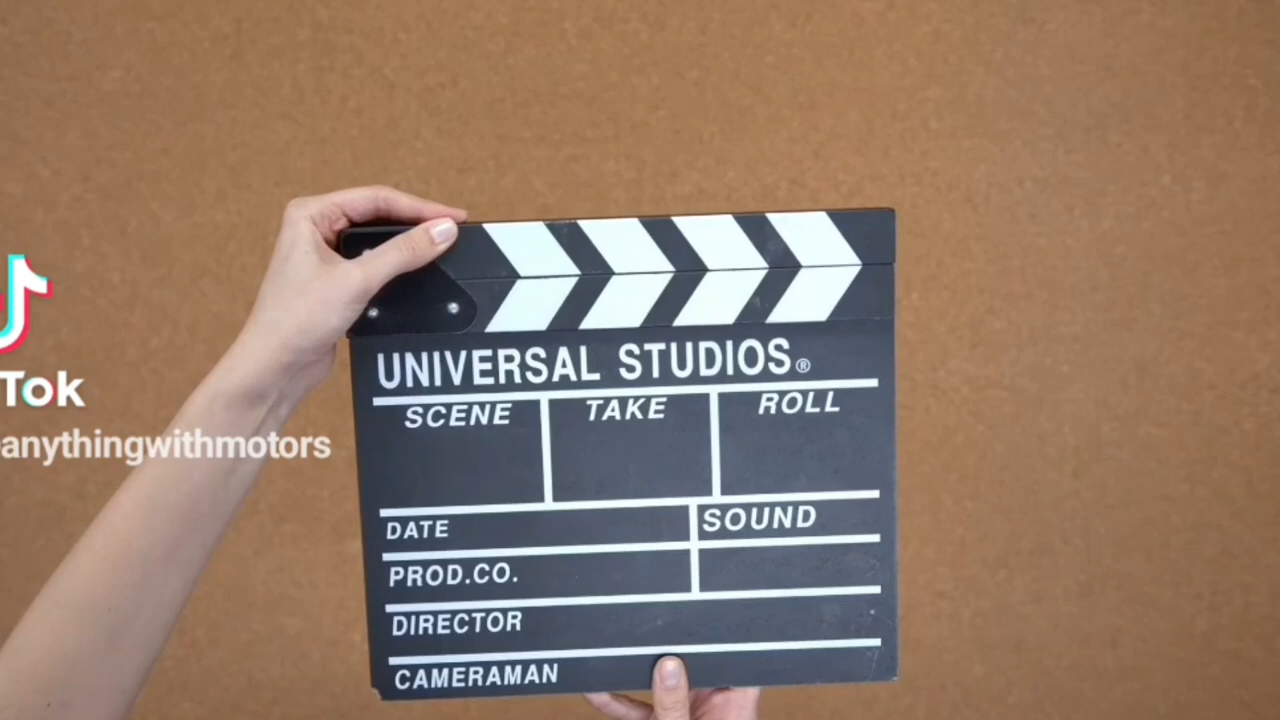 UNIVERSAL STUDIOS®
SCENE TAKE ROLL
Tok
anythingwithmotors
DATE SOUND
PROD.CO.
DIRECTOR
CAMERAMAN